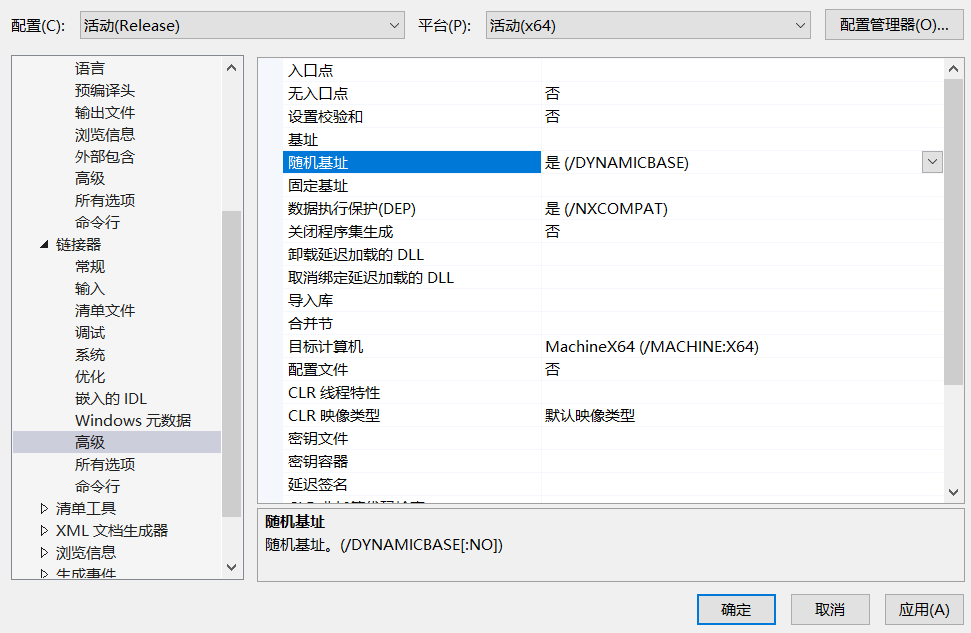 配置(C): 活动(Release) 平台(P): 活动(x64) 配置管理器(O)...
语言
预编译头
输出文件
浏览信息
外部包含
高级
所有选项
命令行
链接器
常规
输入
清单文件
调试
系统
优化
嵌入的 IDL
Windows 元数据
高级
所有选项
命令行
清单工具
XML 文档生成器
浏览信息
生成事件
入口点
无入口点 否
设置校验和 否
基址
随机基址 是 (/DYNAMICBASE)
固定基址
数据执行保护(DEP) 是 (/NXCOMPAT)
关闭程序集生成 否
卸载延迟加载的 DLL
取消绑定延迟加载的 DLL
导入库
合并节
目标计算机 MachineX64 (/MACHINE:X64)
配置文件 否
CLR 线程特性
CLR 映像类型 默认映像类型
密钥文件
密钥容器
延迟签名
随机基址
随机基址。(/DYNAMICBASE[:NO])
确定 取消 应用(A)